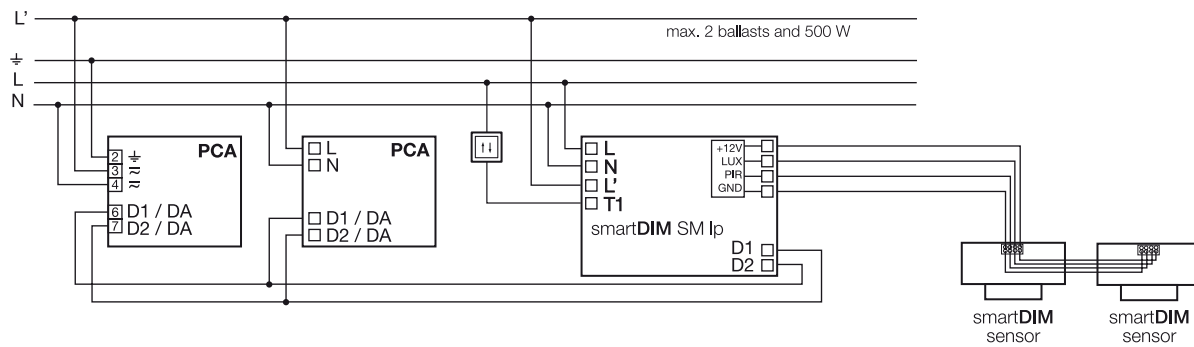 L'
max. 2 ballasts and 500 W
L
N
2 PCA
3
4
6 D1 / DA
7 D2 / DA
L PCA
N
D1 / DA
D2 / DA
L
N
L'
T1
smartDIM SM lp
+12V
LUX
PIR
GND
D1
D2
smartDIM
sensor
smartDIM
sensor